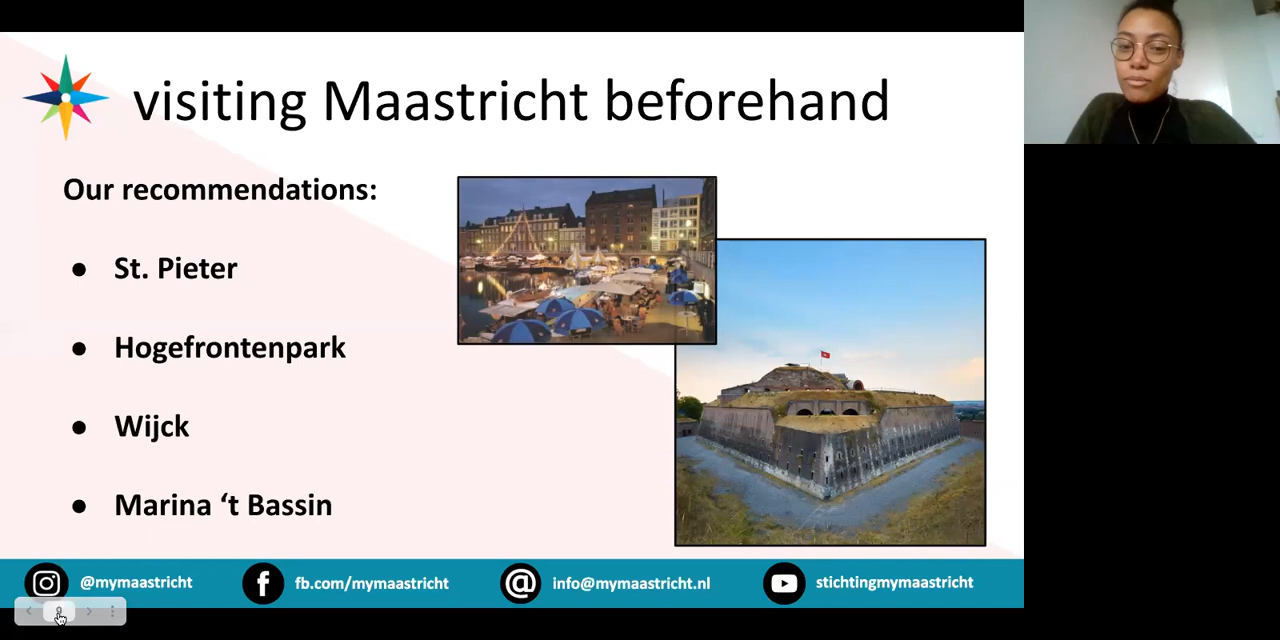 visiting Maastricht beforehand
Our recommendations:
● St. Pieter
● Hogefrontenpark
● Wijck
● Marina ‘t Bassin
@mymaastricht
fb.com/mymaastricht
info@mymaastricht.nl
stichtingmymaastricht